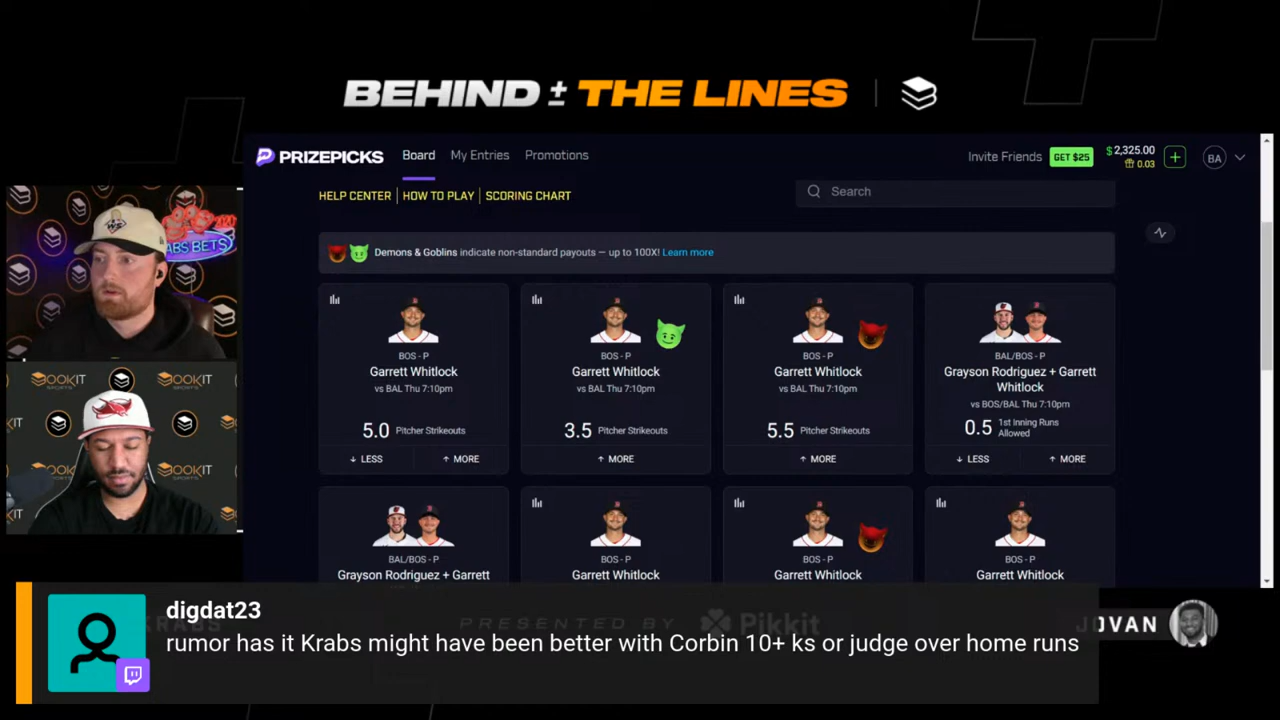 BEHIND ± THE LINES
PRIZEPICKS
Board
My Entries
Promotions
Invite Friends
GET $25
$2,325.00
0.03
BA
HELP CENTER | HOW TO PLAY | SCORING CHART
Search
Demons & Goblins indicate non-standard payouts — up to 100X! Learn more
BOS - P
Garrett Whitlock
vs BAL Thu 7:10pm
5.0 Pitcher Strikeouts
↓ LESS
↑ MORE
BOS - P
Garrett Whitlock
vs BAL Thu 7:10pm
3.5 Pitcher Strikeouts
↑ MORE
BOS - P
Garrett Whitlock
vs BAL Thu 7:10pm
5.5 Pitcher Strikeouts
↑ MORE
BAL/BOS - P
Grayson Rodriguez + Garrett
Whitlock
vs BOS/BAL Thu 7:10pm
0.5 1st Inning Runs
Allowed
↓ LESS
↑ MORE
BAL/BOS - P
Grayson Rodriguez + Garrett
BOS - P
Garrett Whitlock
BOS - P
Garrett Whitlock
BOS - P
Garrett Whitlock
ABS BETS
BOOKIT
SPORTS
KRABS
PRESENTED BY
Pikkit
JOVAN
digdat23
rumor has it Krabs might have been better with Corbin 10+ ks or judge over home runs